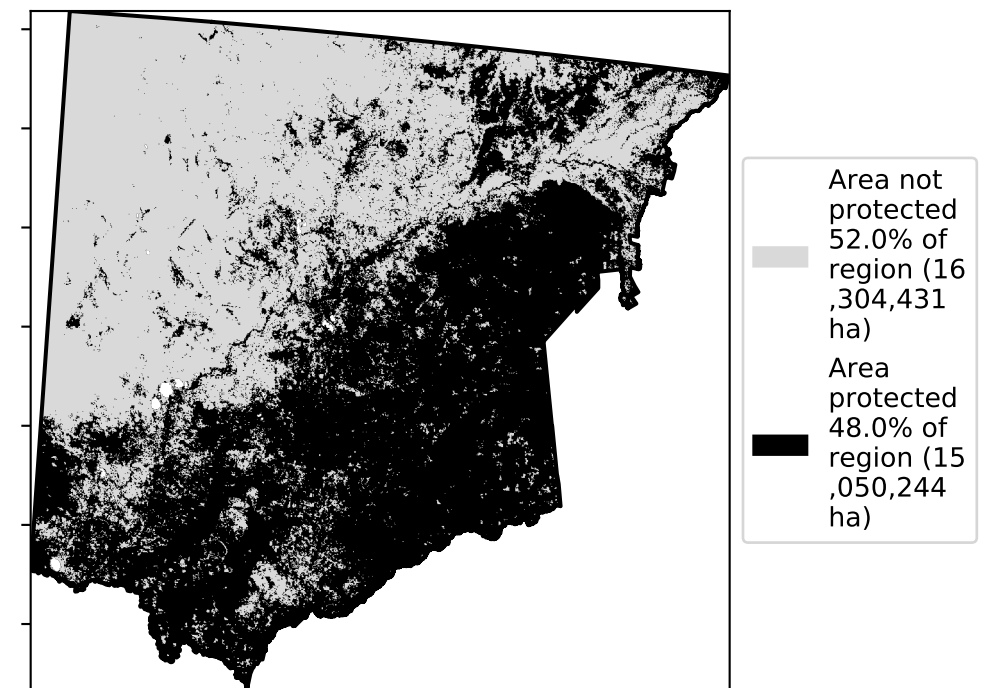 Area not
protected
52.0% of
region (16
,304,431
ha)
Area
protected
48.0% of
region (15
,050,244
ha)